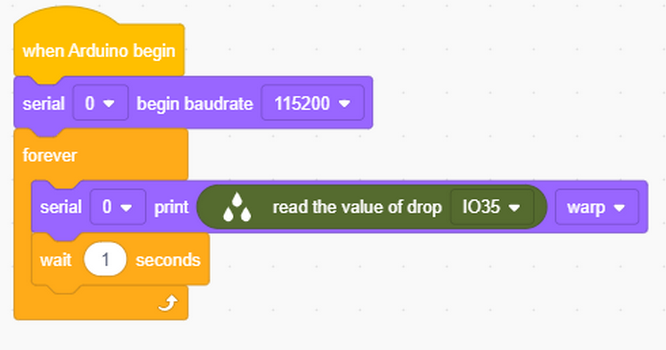 when Arduino begin
serial 0 begin baudrate 115200
forever
serial 0 print read the value of drop IO35 warp
wait 1 seconds